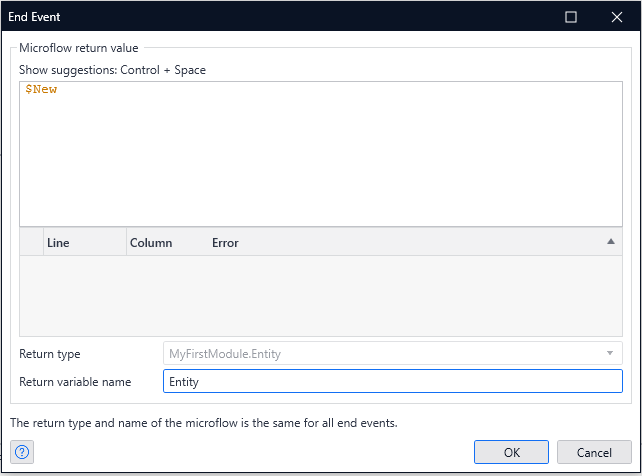 End Event
Microflow return value
Show suggestions: Control + Space
$New
Line Column Error
Return type MyFirstModule.Entity
Return variable name Entity
The return type and name of the microflow is the same for all end events.
? OK Cancel